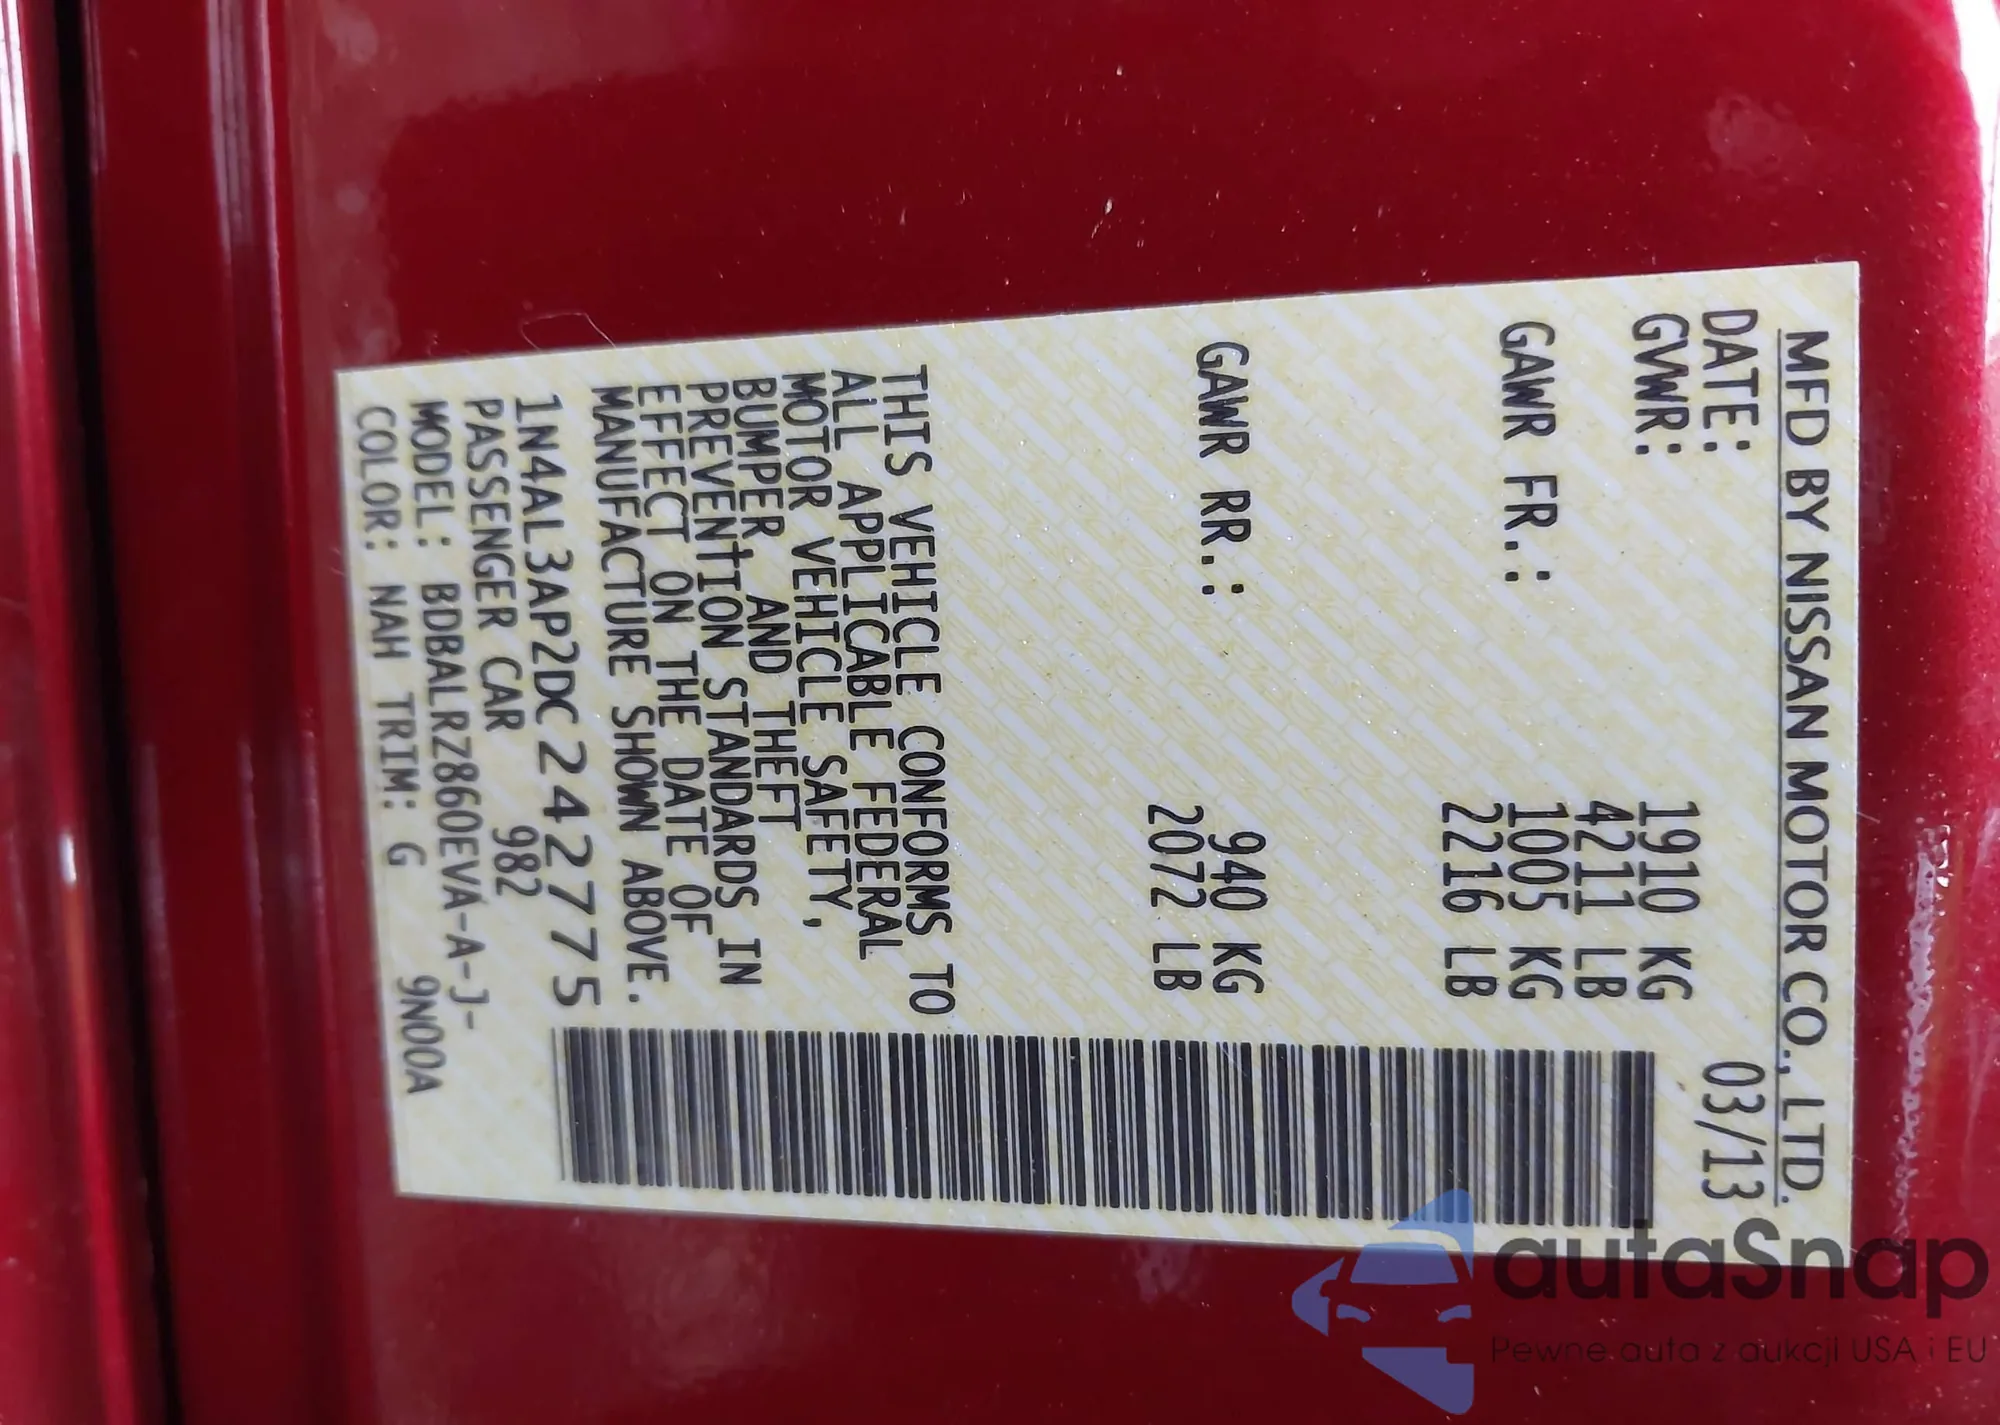 MFD BY NISSAN MOTOR CO., LTD.
DATE: 03/13
GVWR: 1910 KG
4211 LB
GAWR FR.: 1005 KG
2216 LB
GAWR RR.: 940 KG
2072 LB
THIS VEHICLE CONFORMS TO
ALL APPLICABLE FEDERAL
MOTOR VEHICLE SAFETY,
BUMPER, AND THEFT
PREVENTION STANDARDS IN
EFFECT ON THE DATE OF
MANUFACTURE SHOWN ABOVE.
1N4AL3AP2DC242775
PASSENGER CAR 982
MODEL: BDBALRZ860EVA-A-J-
COLOR: NAH TRIM: G 9N00A
autaSnap
Pewne auta z aukcji USA i EU